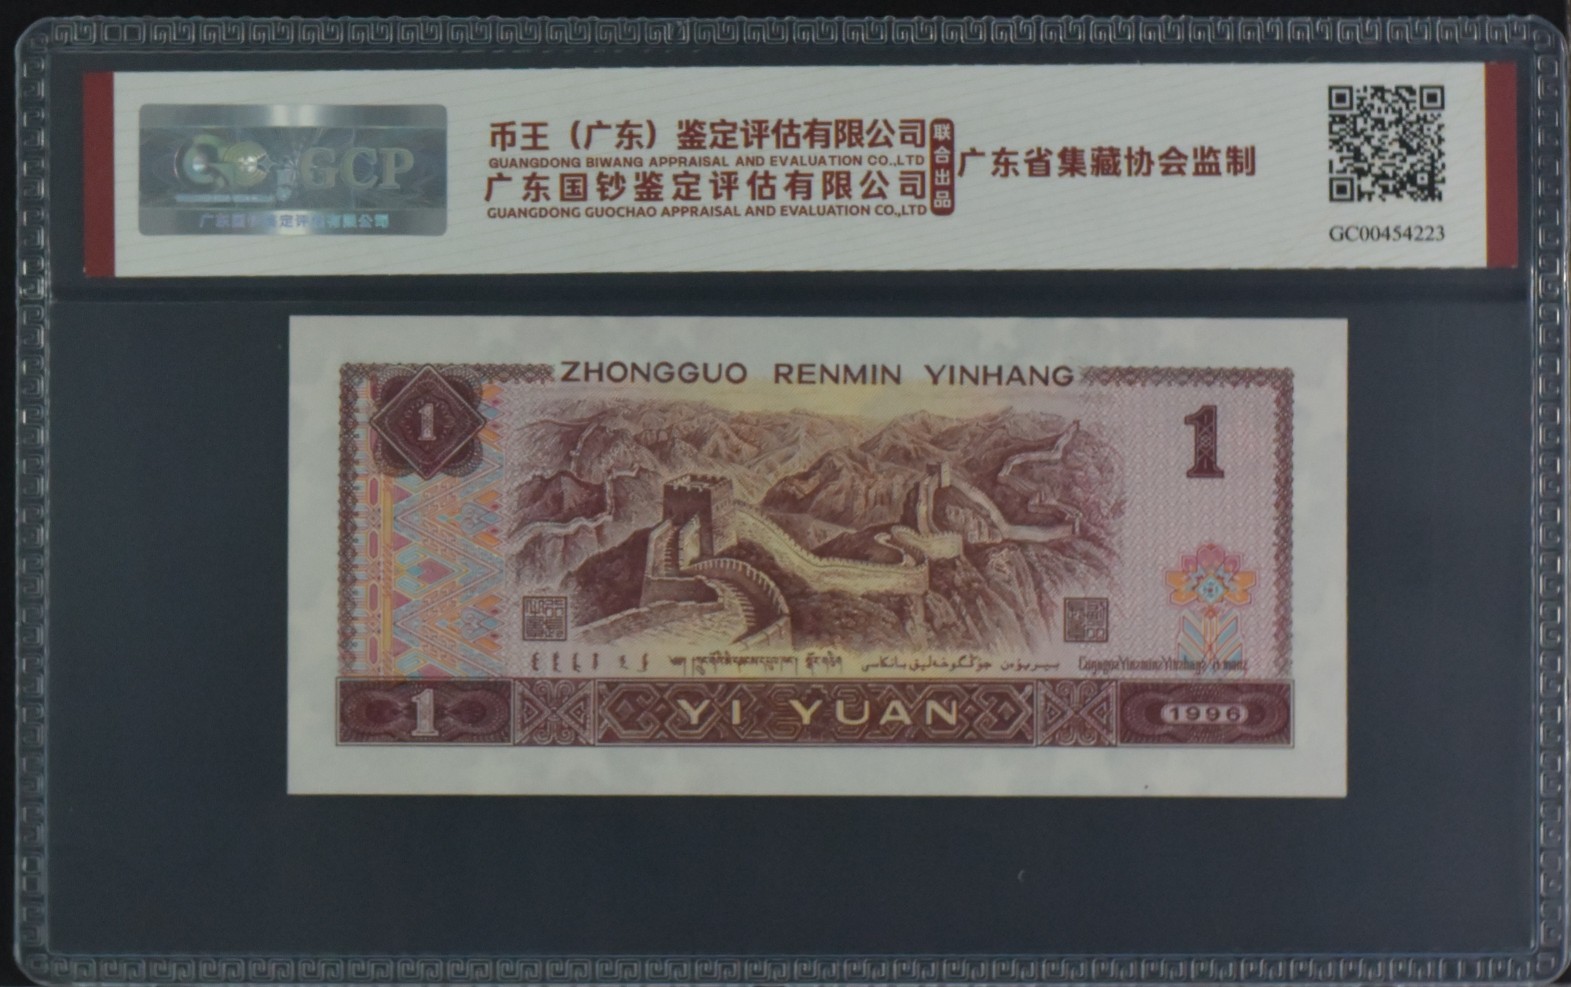 GCP
币王（广东）鉴定评估有限公司
GUANGDONG BIWANG APPRAISAL AND EVALUATION CO.,LTD
广东国钞鉴定评估有限公司
GUANGDONG GUOCHAO APPRAISAL AND EVALUATION CO.,LTD
联合出品
广东省集藏协会监制
GC00454223
ZHONGGUO RENMIN YINHANG
1
1
1
YI YUAN
1996